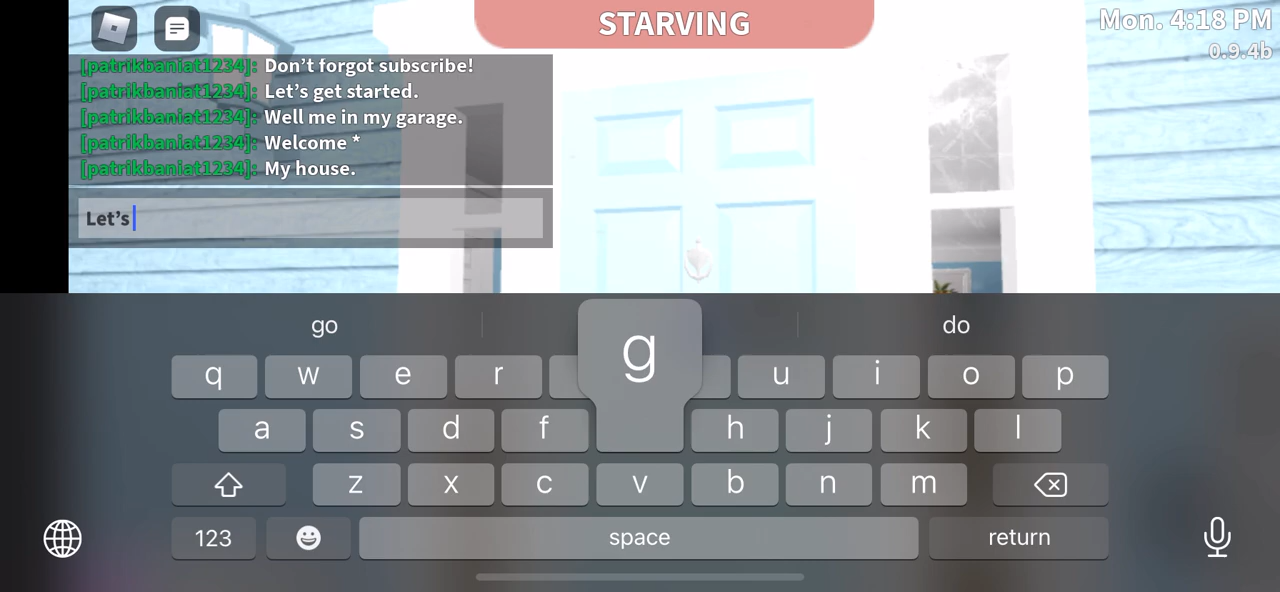 STARVING
Mon. 4:18 PM
0.9.4b
[patrikbaniat1234]: Don't forgot subscribe!
[patrikbaniat1234]: Let's get started.
[patrikbaniat1234]: Well me in my garage.
[patrikbaniat1234]: Welcome *
[patrikbaniat1234]: My house.
Let's
go do
g
q w e r u i o p
a s d f h j k l
z x c v b n m
123 space return